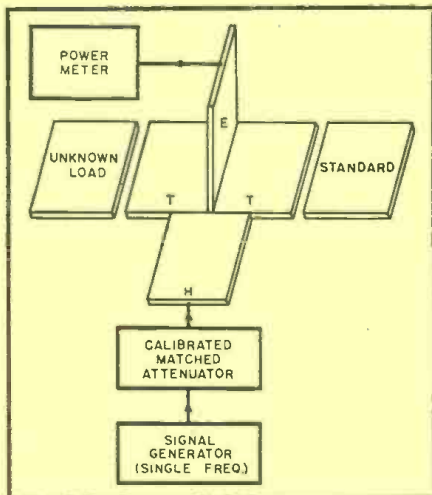 POWER
METER
E
UNKNOWN
LOAD
STANDARD
T
T
H
CALIBRATED
MATCHED
ATTENUATOR
SIGNAL
GENERATOR
(SINGLE FREQ.)